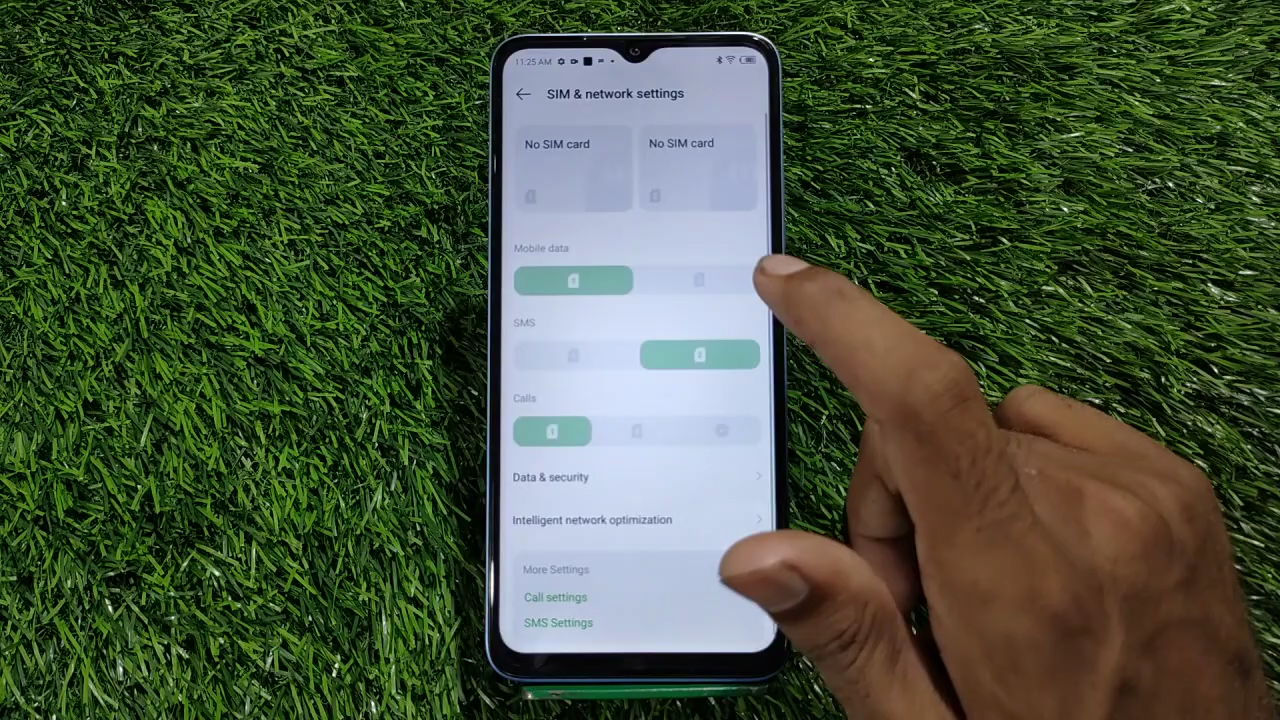 11:25 AM
SIM & network settings
No SIM card
No SIM card
Mobile data
SMS
Calls
Data & security
Intelligent network optimization
More Settings
Call settings
SMS Settings